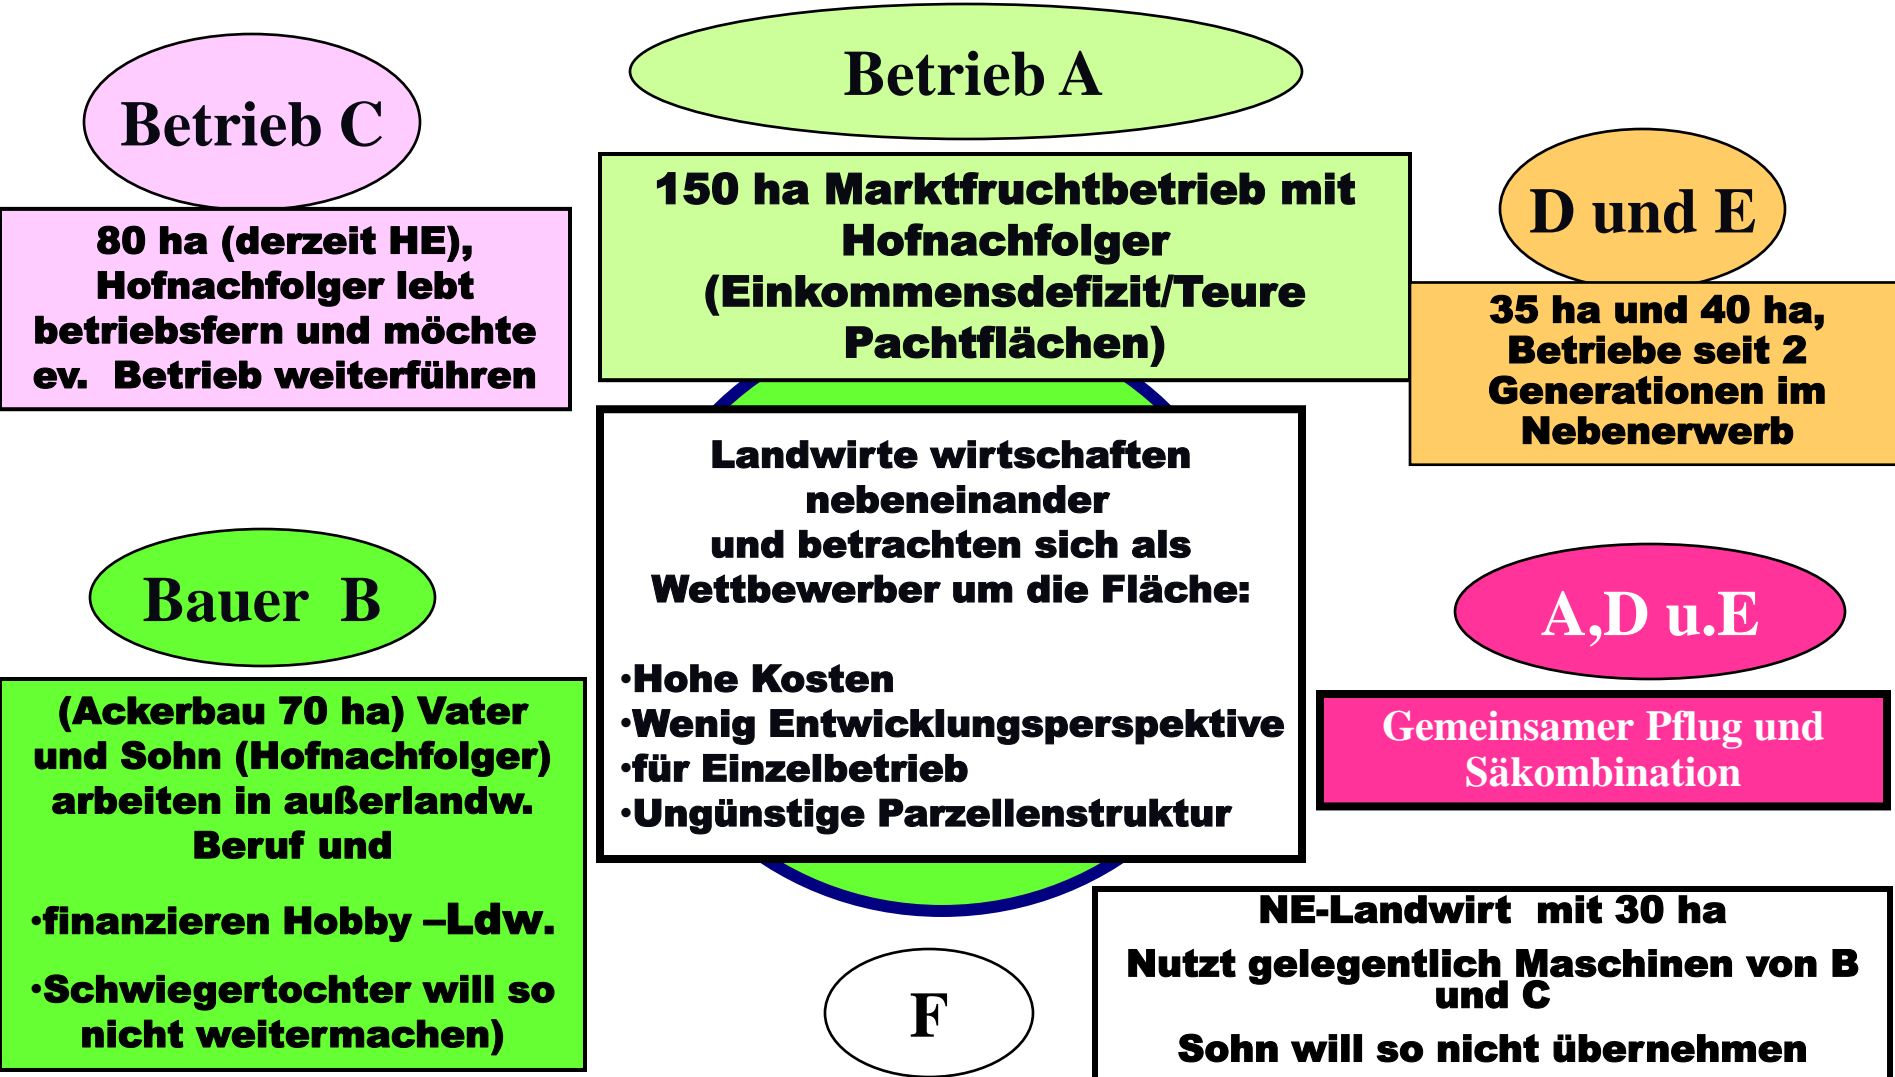 Betrieb A
150 ha Marktfruchtbetrieb mit
Hofnachfolger
(Einkommensdefizit/Teure
Pachtflächen)
Betrieb C
80 ha (derzeit HE),
Hofnachfolger lebt
betriebsfern und möchte
ev.  Betrieb weiterführen
D und E
35 ha und 40 ha,
Betriebe seit 2
Generationen im
Nebenerwerb
Landwirte wirtschaften
nebeneinander
und betrachten sich als
Wettbewerber um die Fläche:
•Hohe Kosten
•Wenig Entwicklungsperspektive
•für Einzelbetrieb
•Ungünstige Parzellenstruktur
Bauer  B
(Ackerbau 70 ha) Vater
und Sohn (Hofnachfolger)
arbeiten in außerlandw.
Beruf und
•finanzieren Hobby –Ldw.
•Schwiegertochter will so
nicht weitermachen)
A,D u.E
Gemeinsamer Pflug und
Säkombination
F
NE-Landwirt  mit 30 ha
Nutzt gelegentlich Maschinen von B
und C
Sohn will so nicht übernehmen